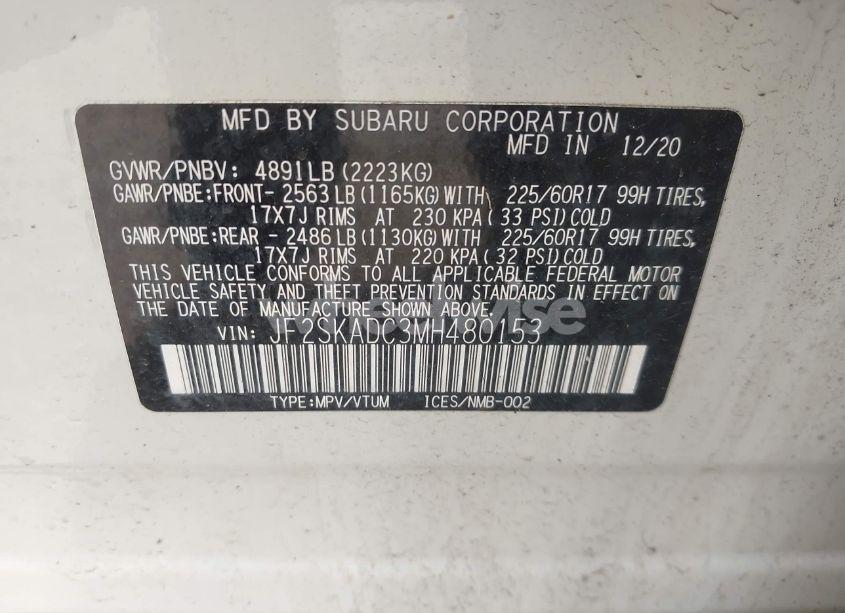 MFD BY SUBARU CORPORATION
MFD IN 12/20
GVWR/PNBV: 4891LB (2223KG)
GAWR/PNBE:FRONT- 2563 LB (1165KG) WITH 225/60R17 99H TIRES,
17X7J RIMS AT 230 KPA ( 33 PSI) COLD
GAWR/PNBE:REAR - 2486 LB (1130KG) WITH 225/60R17 99H TIRES,
17X7J RIMS AT 220 KPA ( 32 PSI) COLD
THIS VEHICLE CONFORMS TO ALL APPLICABLE FEDERAL MOTOR
VEHICLE SAFETY AND THEFT PREVENTION STANDARDS IN EFFECT ON
THE DATE OF MANUFACTURE SHOWN ABOVE.
VIN: JF2SKADC3MH480153
TYPE:MPV/VTUM ICES/NMB-002